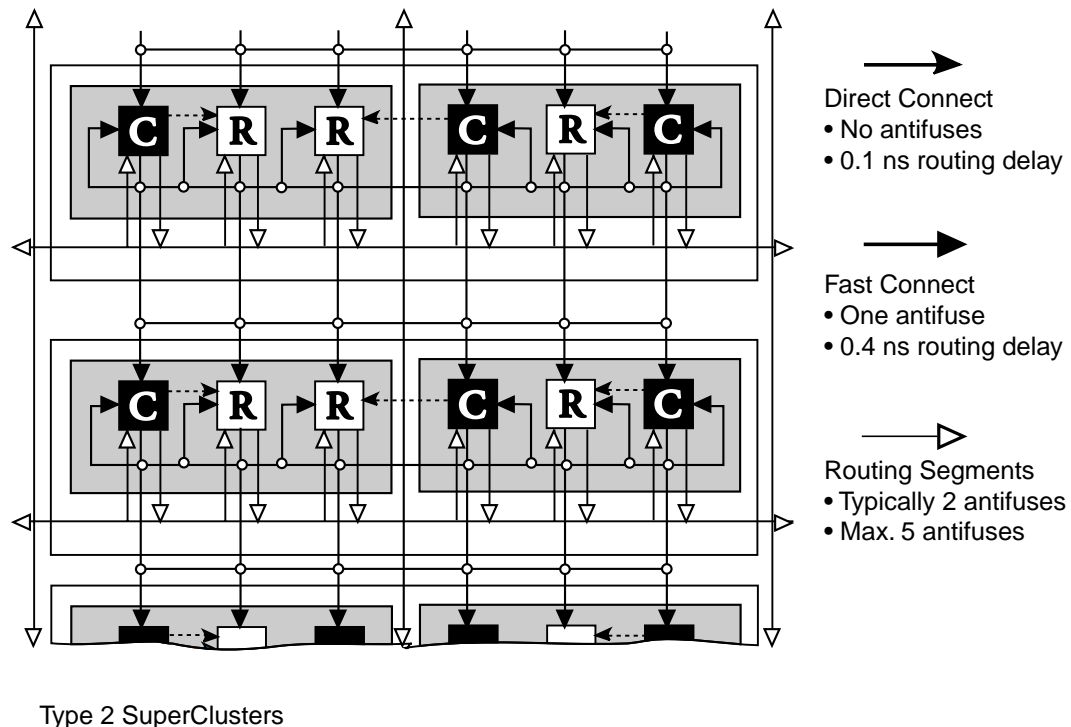 C R R C R C
Direct Connect
• No antifuses
• 0.1 ns routing delay
Fast Connect
• One antifuse
• 0.4 ns routing delay
C R R C R C
Routing Segments
• Typically 2 antifuses
• Max. 5 antifuses
Type 2 SuperClusters